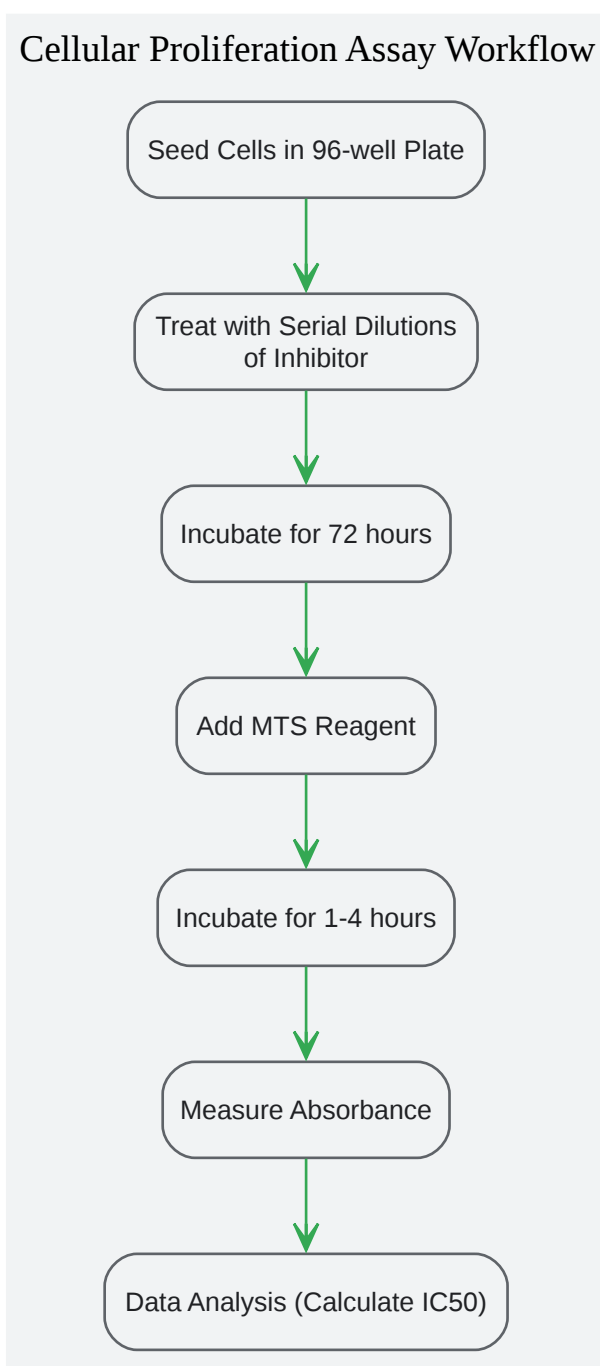 Cellular Proliferation Assay Workflow
Seed Cells in 96-well Plate
Treat with Serial Dilutions
of Inhibitor
Incubate for 72 hours
Add MTS Reagent
Incubate for 1-4 hours
Measure Absorbance
Data Analysis (Calculate IC50)